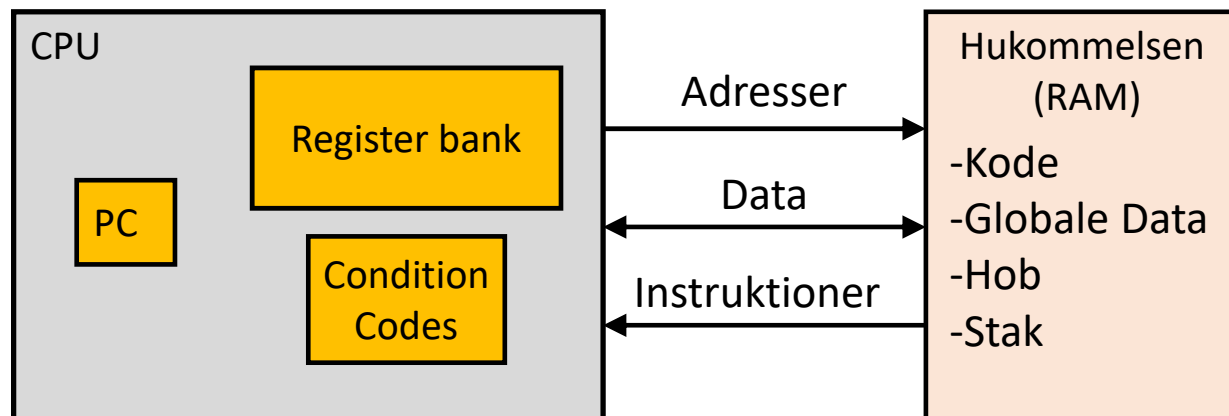 CPU
Register bank
PC
Condition
Codes
Adresser
Data
Instruktioner
Hukommelsen
(RAM)
-Kode
-Globale Data
-Hob
-Stak